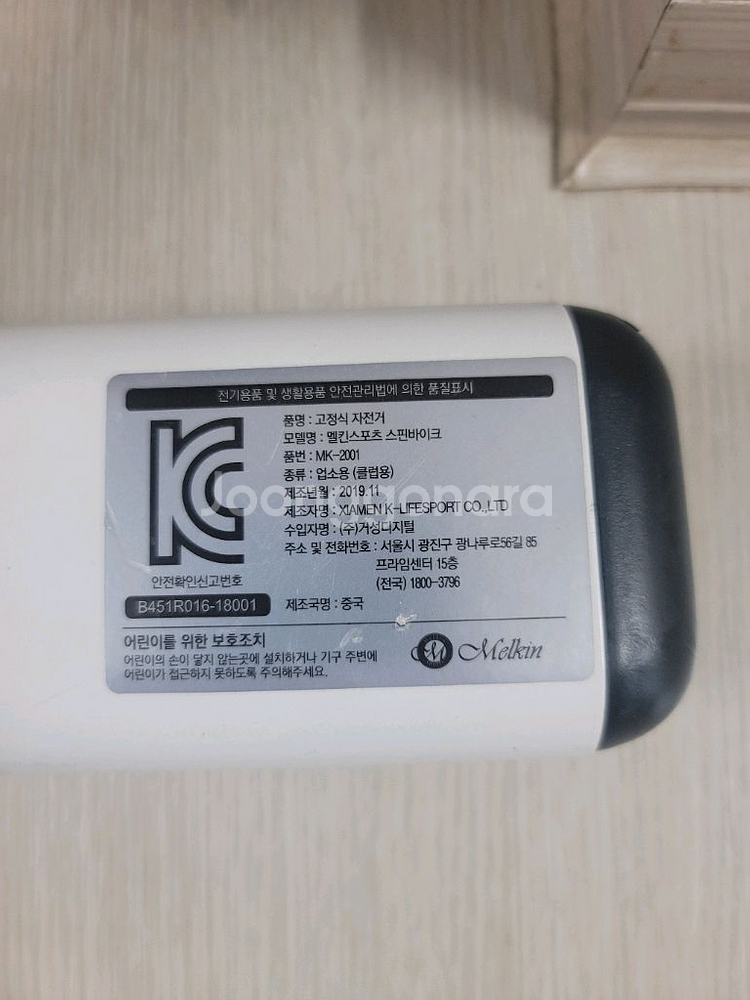 전기용품 및 생활용품 안전관리법에 의한 품질표시
품명 : 고정식 자전거
모델명 : 멜킨스포츠 스핀바이크
품번 : MK-2001
종류 : 업소용 (클럽용)
제조년월 : 2019.11
제조자명 : XIAMEN K-LIFESPORT CO.,LTD
수입자명 : (주)거성디지털
주소 및 전화번호 : 서울시 광진구 광나루로56길 85
프라임센터 15층
(전국) 1800-3796
제조국명 : 중국
안전확인신고번호
B451R016-18001
어린이를 위한 보호조치
어린이의 손이 닿지 않는곳에 설치하거나 기구 주변에
어린이가 접근하지 못하도록 주의해주세요.
M Melkin
Joonggonara